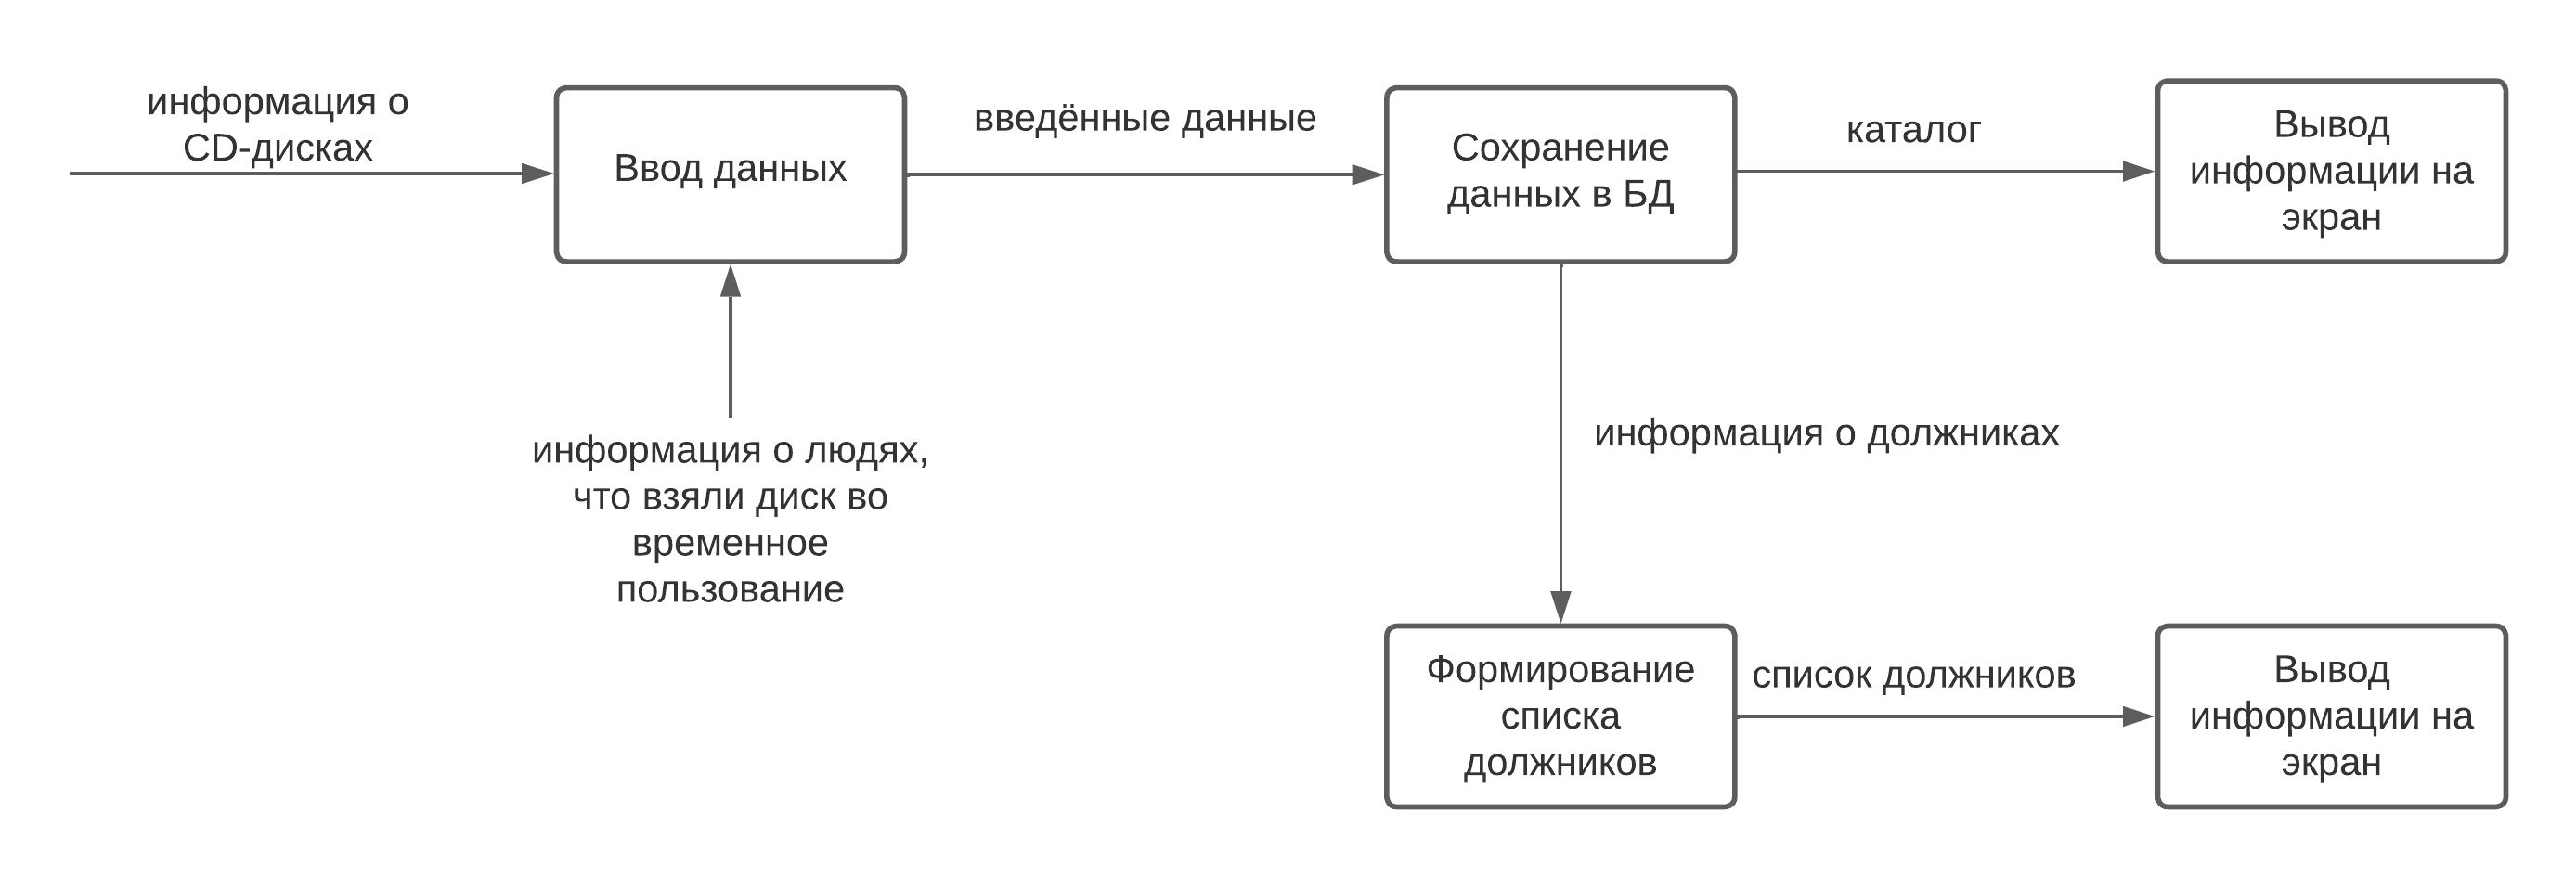 информация о
CD-дисках
Ввод данных
введённые данные
Сохранение
данных в БД
каталог
Вывод
информации на
экран
информация о людях,
что взяли диск во
временное
пользование
информация о должниках
Формирование
списка
должников
список должников
Вывод
информации на
экран